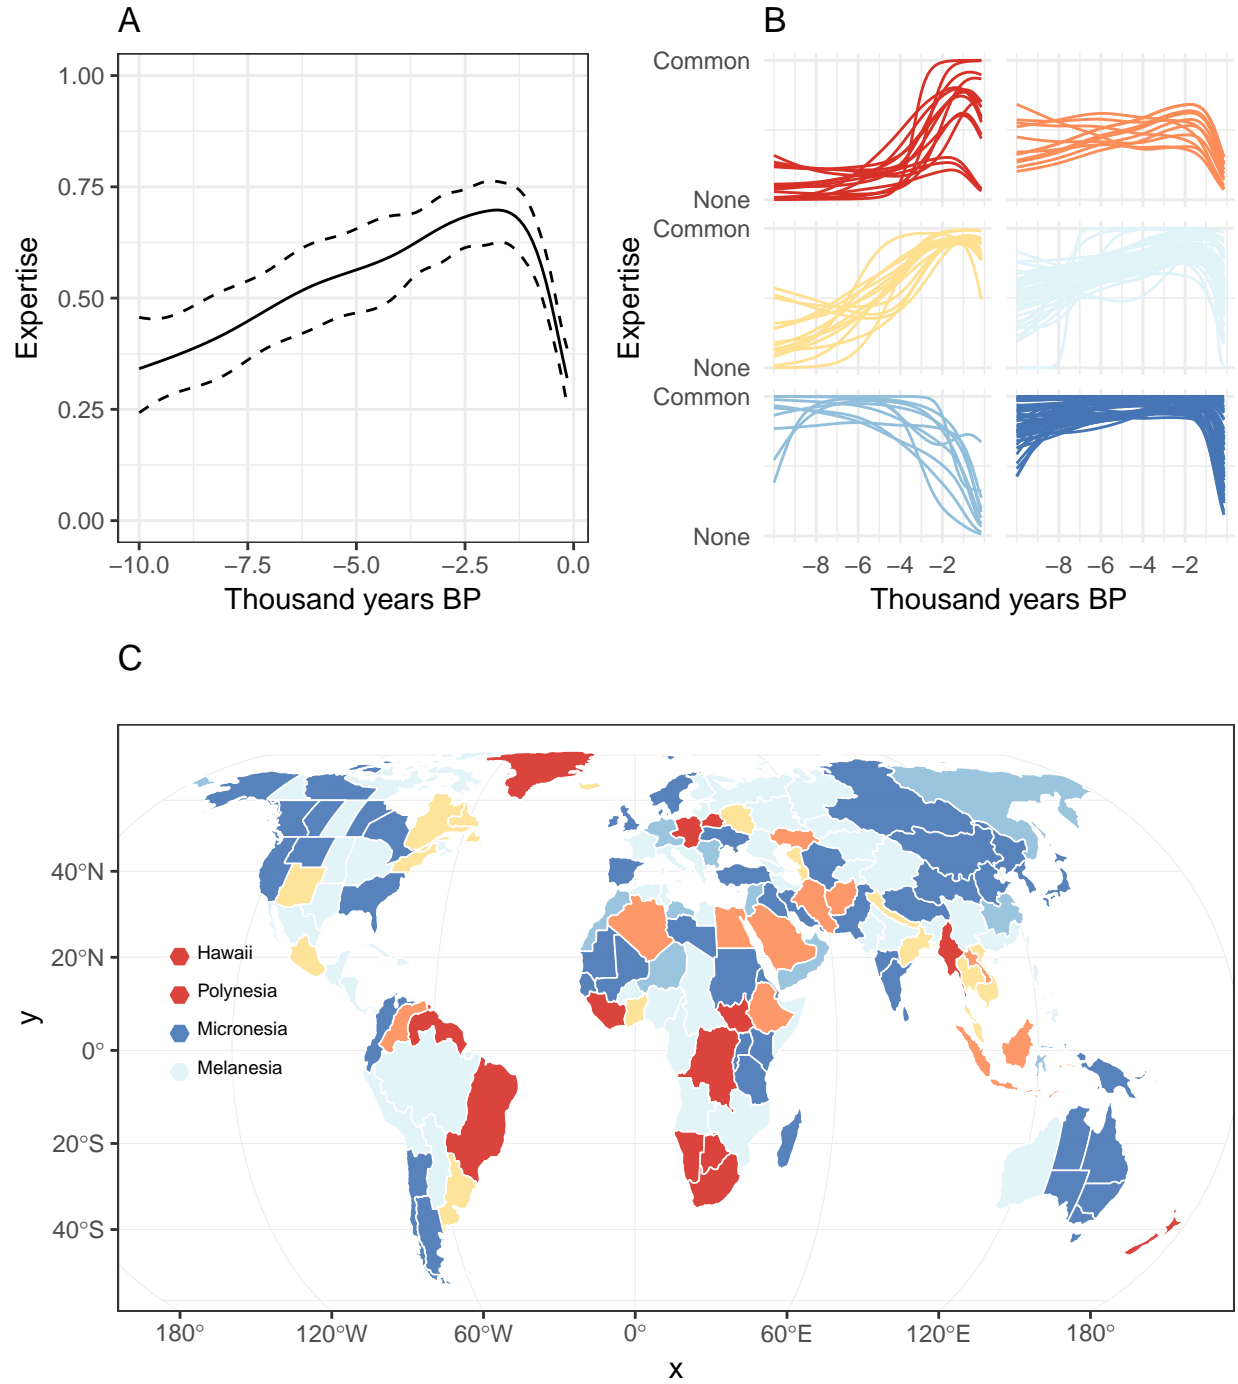 A
1.00
0.75
0.50
0.25
0.00
Expertise
−10.0 −7.5 −5.0 −2.5 0.0
Thousand years BP
B
Common
None
Common
None
Common
None
Expertise
−8 −6 −4 −2 −8 −6 −4 −2
Thousand years BP
C
40°N
20°N
0°
20°S
40°S
y
Hawaii
Polynesia
Micronesia
Melanesia
180° 120°W 60°W 0° 60°E 120°E 180°
x